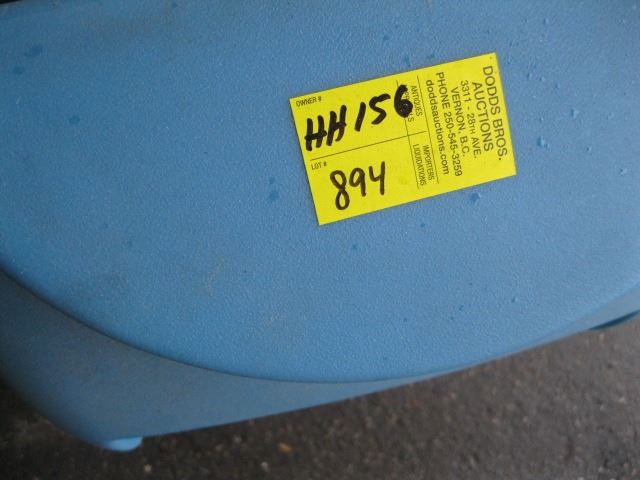 OWNER #
HH156
LOT #
894
ANTIQUES
IMPORTERS
LIQUIDATIONS
DODDS BROS.
AUCTIONS
3311 - 28TH AVE.
VERNON, B.C.
PHONE 250-545-3259
doddsauctions.com